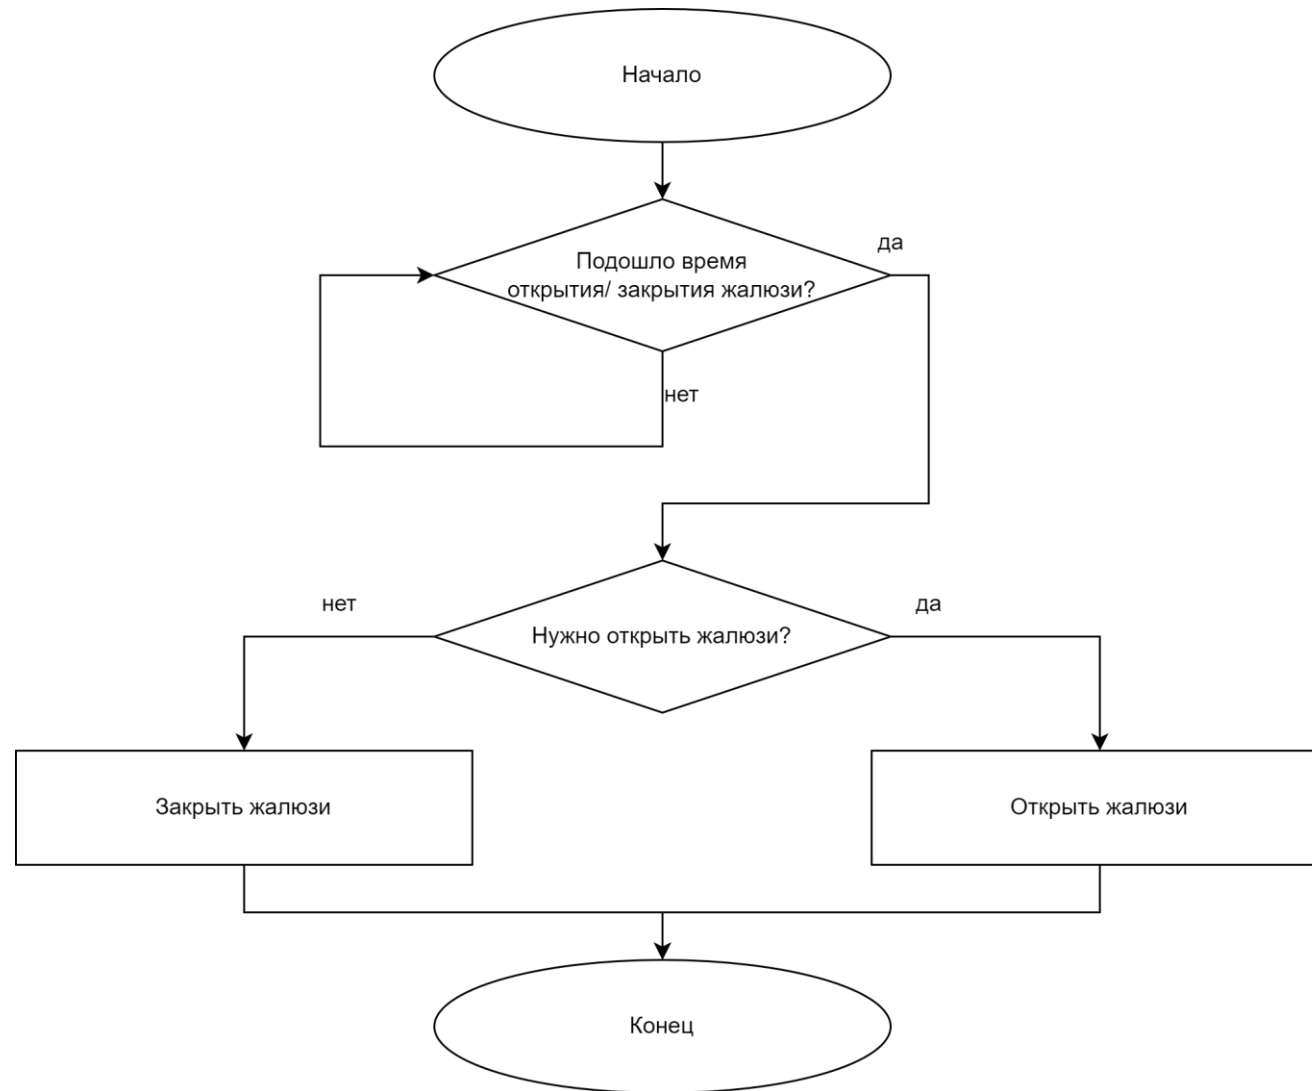 Начало
Подошло время
открытия/ закрытия жалюзи?
да
нет
Нужно открыть жалюзи?
нет
да
Закрыть жалюзи
Открыть жалюзи
Конец